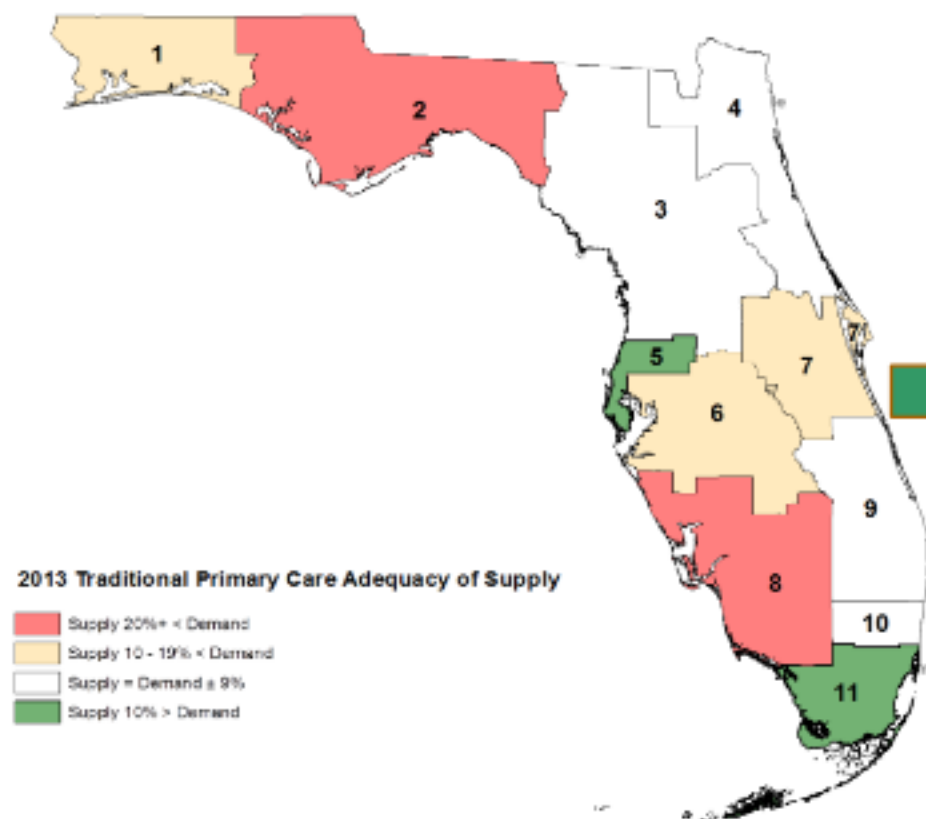 1
2
4
3
5
7
7
6
9
8
10
11
2013 Traditional Primary Care Adequacy of Supply
Supply 20%+ < Demand
Supply 10 - 19% < Demand
Supply = Demand ± 9%
Supply 10% > Demand